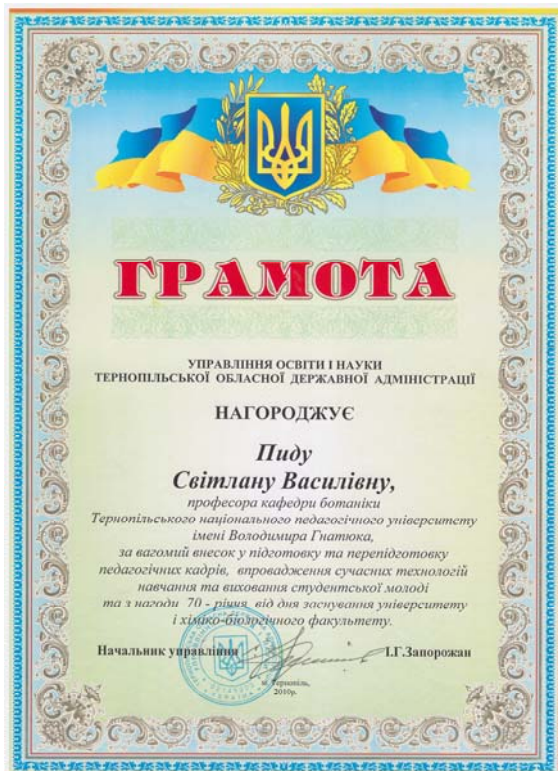 ГРАМОТА
УПРАВЛІННЯ ОСВІТИ І НАУКИ
ТЕРНОПІЛЬСЬКОЇ ОБЛАСНОЇ ДЕРЖАВНОЇ АДМІНІСТРАЦІЇ
НАГОРОДЖУЄ
Пиду
Світлану Василівну,
професора кафедри ботаніки
Тернопільського національного педагогічного університету
імені Володимира Гнатюка,
за вагомий внесок у підготовку та перепідготовку
педагогічних кадрів, впровадження сучасних технологій
навчання та виховання студентської молоді
та з нагоди 70 - річчя від дня заснування університету
і хіміко-біологічного факультету.
Начальник управління І.Г.Запорожан
м. Тернопіль,
2010р.